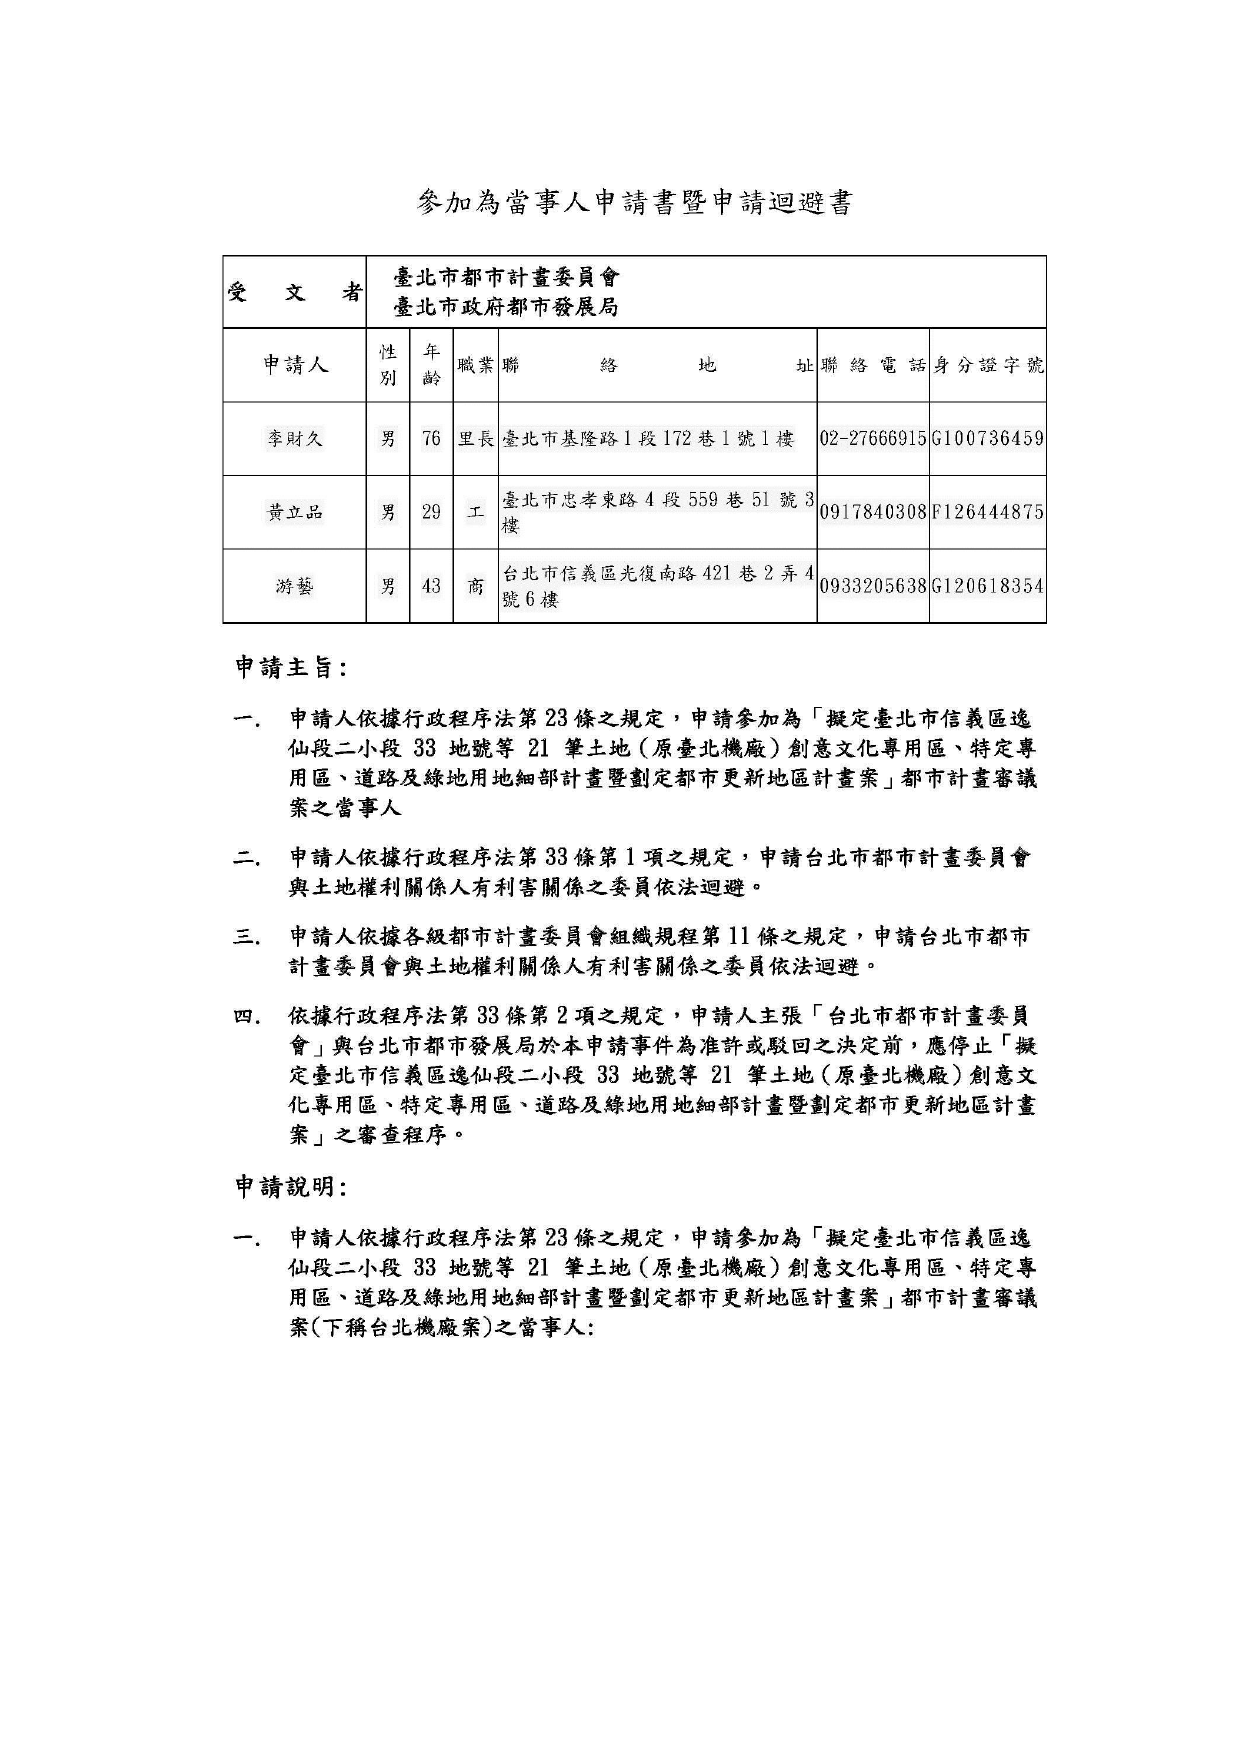 參加為當事人申請書暨申請迴避書
受文者 臺北市都市計畫委員會
臺北市政府都市發展局
申請人 性別 年齡 職業 聯絡地址 聯絡電話 身分證字號
李財久 男 76 里長 臺北市基隆路1段172巷1號1樓 02-27666915 G100736459
黃立品 男 29 工 臺北市忠孝東路4段559巷51號3樓 0917840308 F126444875
游藝 男 43 商 台北市信義區光復南路421巷2弄4號6樓 0933205638 G120618354
申請主旨:
一. 申請人依據行政程序法第23條之規定，申請參加為「擬定臺北市信義區逸
仙段二小段 33 地號等 21 筆土地（原臺北機廠）創意文化專用區、特定專
用區、道路及綠地用地細部計畫暨劃定都市更新地區計畫案」都市計畫審議
案之當事人
二. 申請人依據行政程序法第33條第1項之規定，申請台北市都市計畫委員會
與土地權利關係人有利害關係之委員依法迴避。
三. 申請人依據各級都市計畫委員會組織規程第11條之規定，申請台北市都市
計畫委員會與土地權利關係人有利害關係之委員依法迴避。
四. 依據行政程序法第33條第2項之規定，申請人主張「台北市都市計畫委員
會」與台北市都市發展局於本申請事件為准許或駁回之決定前，應停止「擬
定臺北市信義區逸仙段二小段 33 地號等 21 筆土地（原臺北機廠）創意文
化專用區、特定專用區、道路及綠地用地細部計畫暨劃定都市更新地區計畫
案」之審查程序。
申請說明:
一. 申請人依據行政程序法第23條之規定，申請參加為「擬定臺北市信義區逸
仙段二小段 33 地號等 21 筆土地（原臺北機廠）創意文化專用區、特定專
用區、道路及綠地用地細部計畫暨劃定都市更新地區計畫案」都市計畫審議
案(下稱台北機廠案)之當事人: